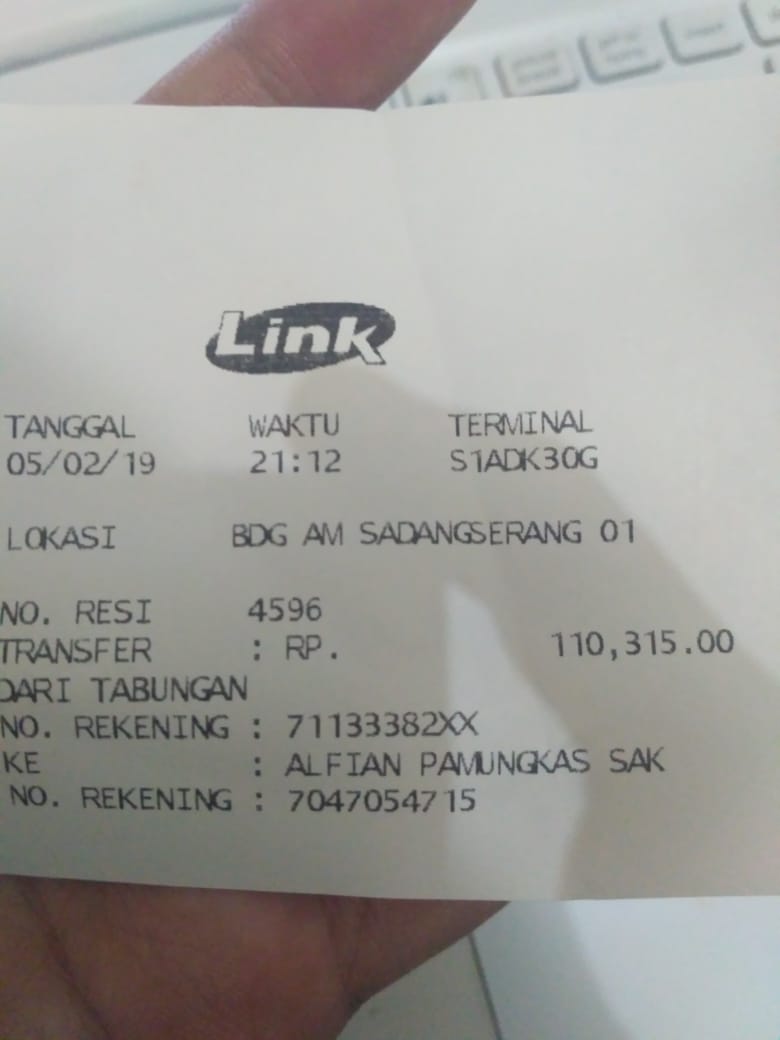 Link
TANGGAL WAKTU TERMINAL
05/02/19 21:12 S1ADK30G
LOKASI BDG AM SADANGSERANG 01
NO. RESI 4596
TRANSFER : RP. 110,315.00
DARI TABUNGAN
NO. REKENING : 71133382XX
KE : ALFIAN PAMUNGKAS SAK
NO. REKENING : 7047054715